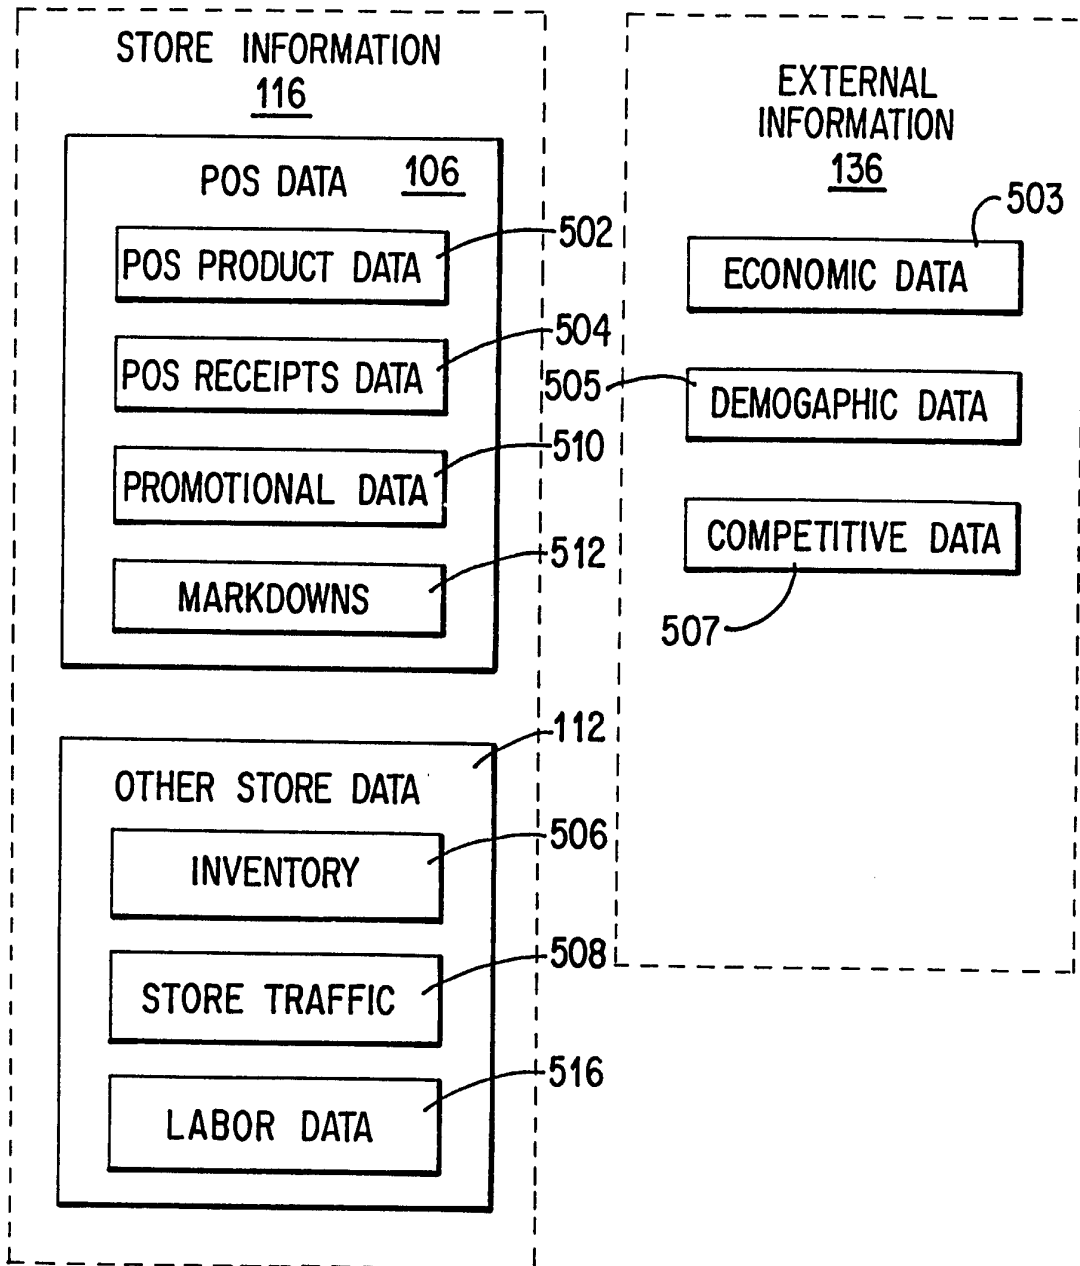 STORE INFORMATION
116
POS DATA 106
POS PRODUCT DATA
502
POS RECEIPTS DATA
504
PROMOTIONAL DATA
510
MARKDOWNS
512
OTHER STORE DATA
112
INVENTORY
506
STORE TRAFFIC
508
LABOR DATA
516
EXTERNAL
INFORMATION
136
503
ECONOMIC DATA
505
DEMOGAPHIC DATA
COMPETITIVE DATA
507